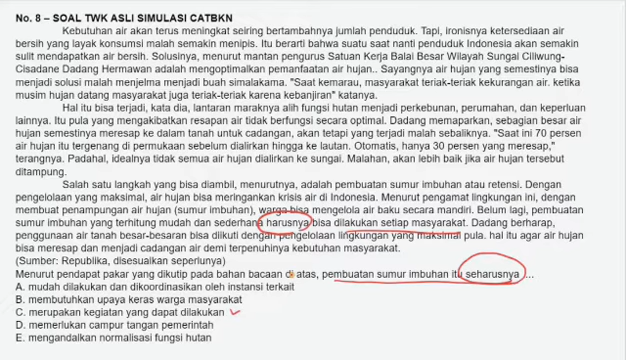 No. 8 – SOAL TWK ASLI SIMULASI CATBKN
Kebutuhan air akan terus meningkat seiring bertambahnya jumlah penduduk. Tapi, ironisnya ketersediaan air
bersih yang layak konsumsi malah semakin menipis. Itu berarti bahwa suatu saat nanti penduduk Indonesia akan semakin
sulit mendapatkan air bersih. Solusinya, menurut mantan pengurus Satuan Kerja Balai Besar Wilayah Sungai Ciliwung-
Cisadane Dadang Hermawan adalah mengoptimalkan pemanfaatan air hujan.. Sayangnya air hujan yang semestinya bisa
menjadi solusi malah menjelma menjadi buah simalakama. "Saat kemarau, masyarakat teriak-teriak kekurangan air. ketika
musim hujan datang masyarakat juga teriak-teriak karena kebanjiran" katanya.
Hal itu bisa terjadi, kata dia, lantaran maraknya alih fungsi hutan menjadi perkebunan, perumahan, dan keperluan
lainnya. Itu pula yang mengakibatkan resapan air tidak berfungsi secara optimal. Dadang memaparkan, sebagian besar air
hujan semestinya meresap ke dalam tanah untuk cadangan, akan tetapi yang terjadi malah sebaliknya. "Saat ini 70 persen
air hujan itu tergenang di permukaan sebelum dialirkan hingga ke lautan. Otomatis, hanya 30 persen yang meresap,"
terangnya. Padahal, idealnya tidak semua air hujan dialirkan ke sungai. Malahan, akan lebih baik jika air hujan tersebut
ditampung.
Salah satu langkah yang bisa diambil, menurutnya, adalah pembuatan sumur imbuhan atau retensi. Dengan
pengelolaan yang maksimal, air hujan bisa meringankan krisis air di Indonesia. Menurut pengamat lingkungan ini, dengan
membuat penampungan air hujan (sumur imbuhan), warga bisa mengelola air baku secara mandiri. Belum lagi, pembuatan
sumur imbuhan yang terhitung mudah dan sederhana harusnya bisa dilakukan setiap masyarakat. Dadang berharap,
penggunaan air tanah besar-besaran bisa diikuti dengan pengelolaan lingkungan yang maksimal pula. hal itu agar air hujan
bisa meresap dan menjadi cadangan air demi terpenuhinya kebutuhan masyarakat.
(Sumber: Republika, disesuaikan seperlunya)
Menurut pendapat pakar yang dikutip pada bahan bacaan di atas, pembuatan sumur imbuhan itu seharusnya ...
A. mudah dilakukan dan dikoordinasikan oleh instansi terkait
B. membutuhkan upaya keras warga masyarakat
C. merupakan kegiatan yang dapat dilakukan
D. memerlukan campur tangan pemerintah
E. mengandalkan normalisasi fungsi hutan